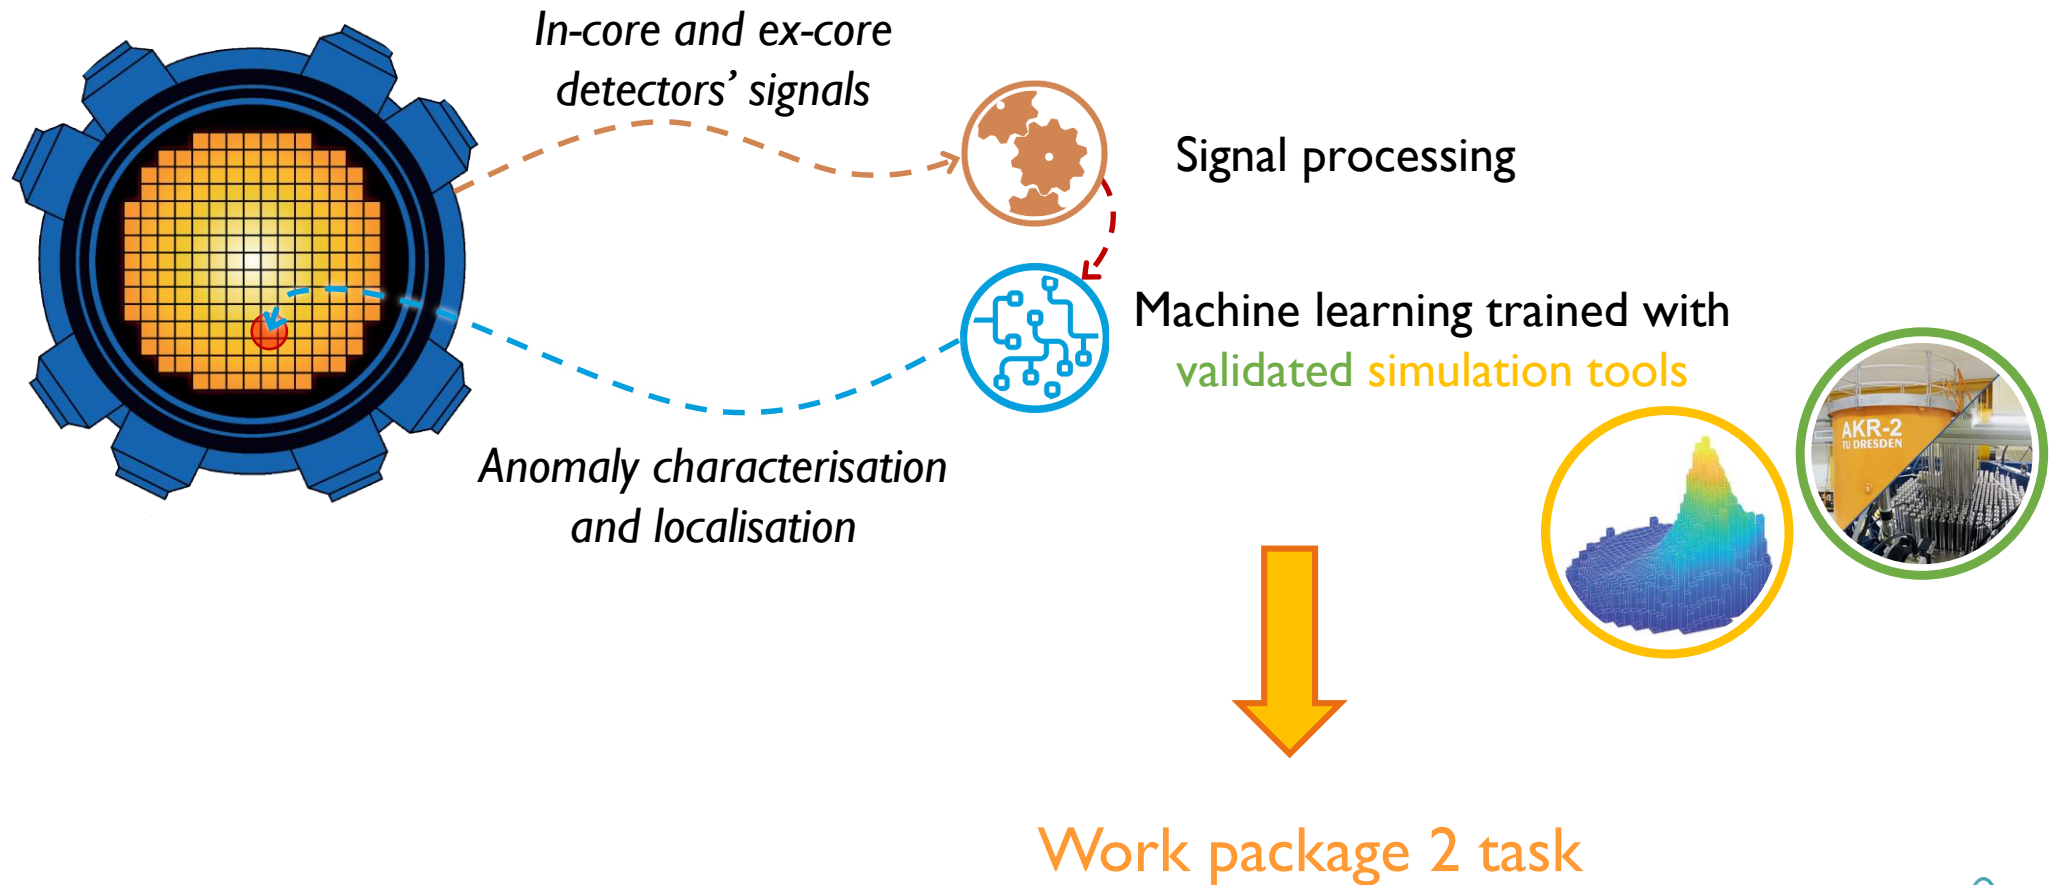 In-core and ex-core
detectors’ signals
Signal processing
Machine learning trained with
validated simulation tools
AKR-2
TU DRESDEN
Anomaly characterisation
and localisation
Work package 2 task